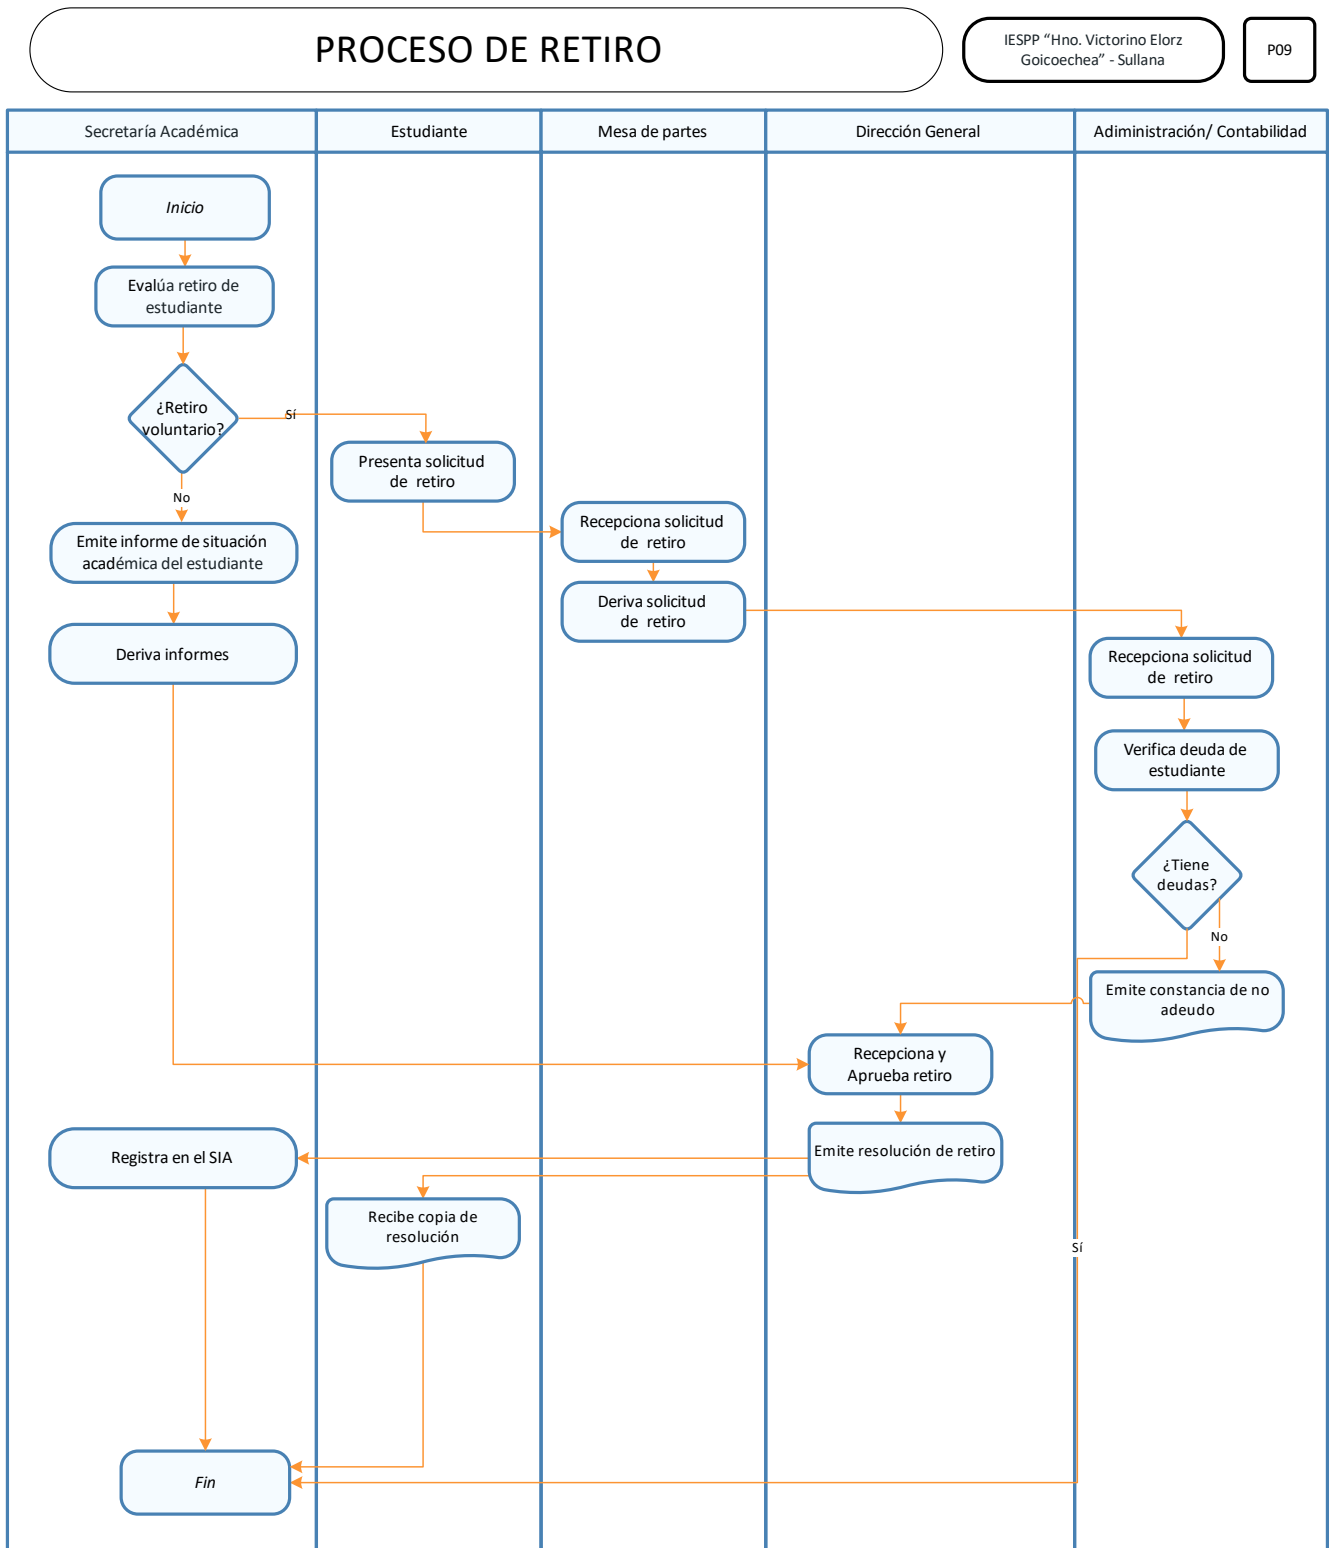 PROCESO DE RETIRO
IESPP “Hno. Victorino Elorz
Goicoechea” - Sullana
P09
Secretaría Académica
Estudiante
Mesa de partes
Dirección General
Adiministración/ Contabilidad
Inicio
Evalúa retiro de
estudiante
¿Retiro
voluntario?
Sí
No
Presenta solicitud
de retiro
Recepciona solicitud
de retiro
Emite informe de situación
académica del estudiante
Deriva solicitud
de retiro
Deriva informes
Recepciona solicitud
de retiro
Verifica deuda de
estudiante
¿Tiene
deudas?
No
Emite constancia de no
adeudo
Recepciona y
Aprueba retiro
Emite resolución de retiro
Registra en el SIA
Recibe copia de
resolución
Sí
Fin